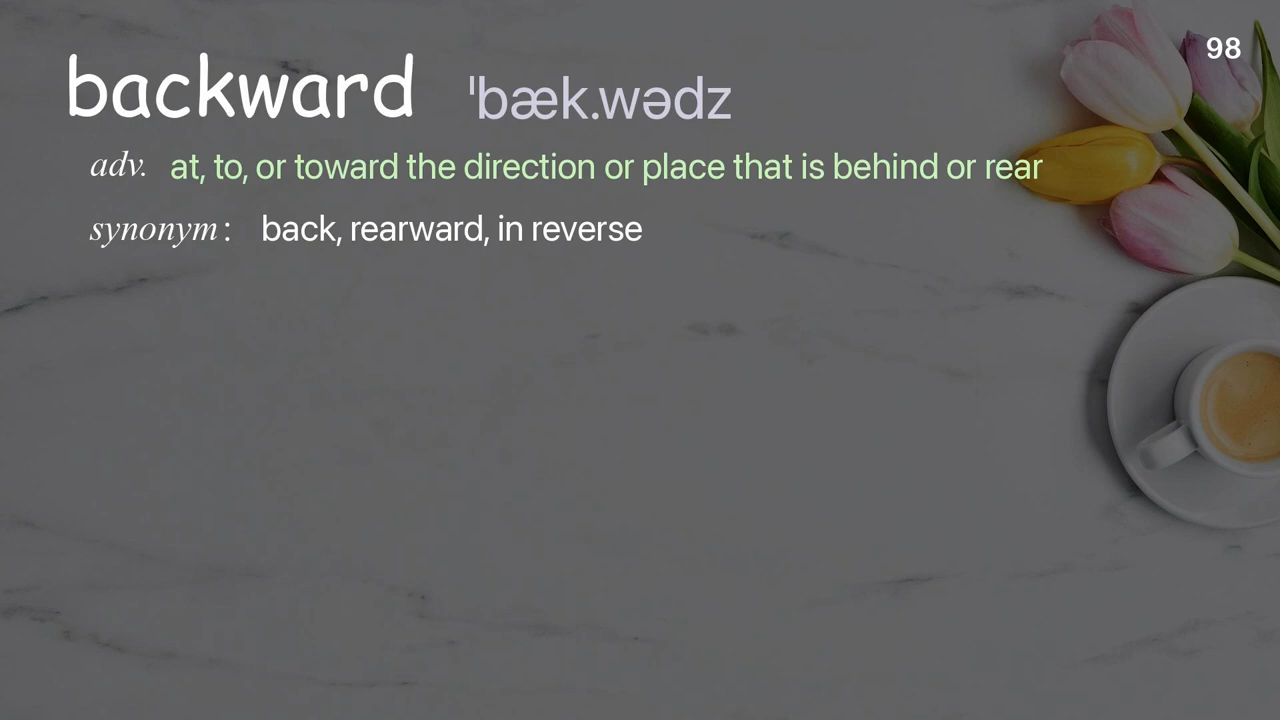 98
backward ˈbæk.wədz
adv. at, to, or toward the direction or place that is behind or rear
synonym : back, rearward, in reverse